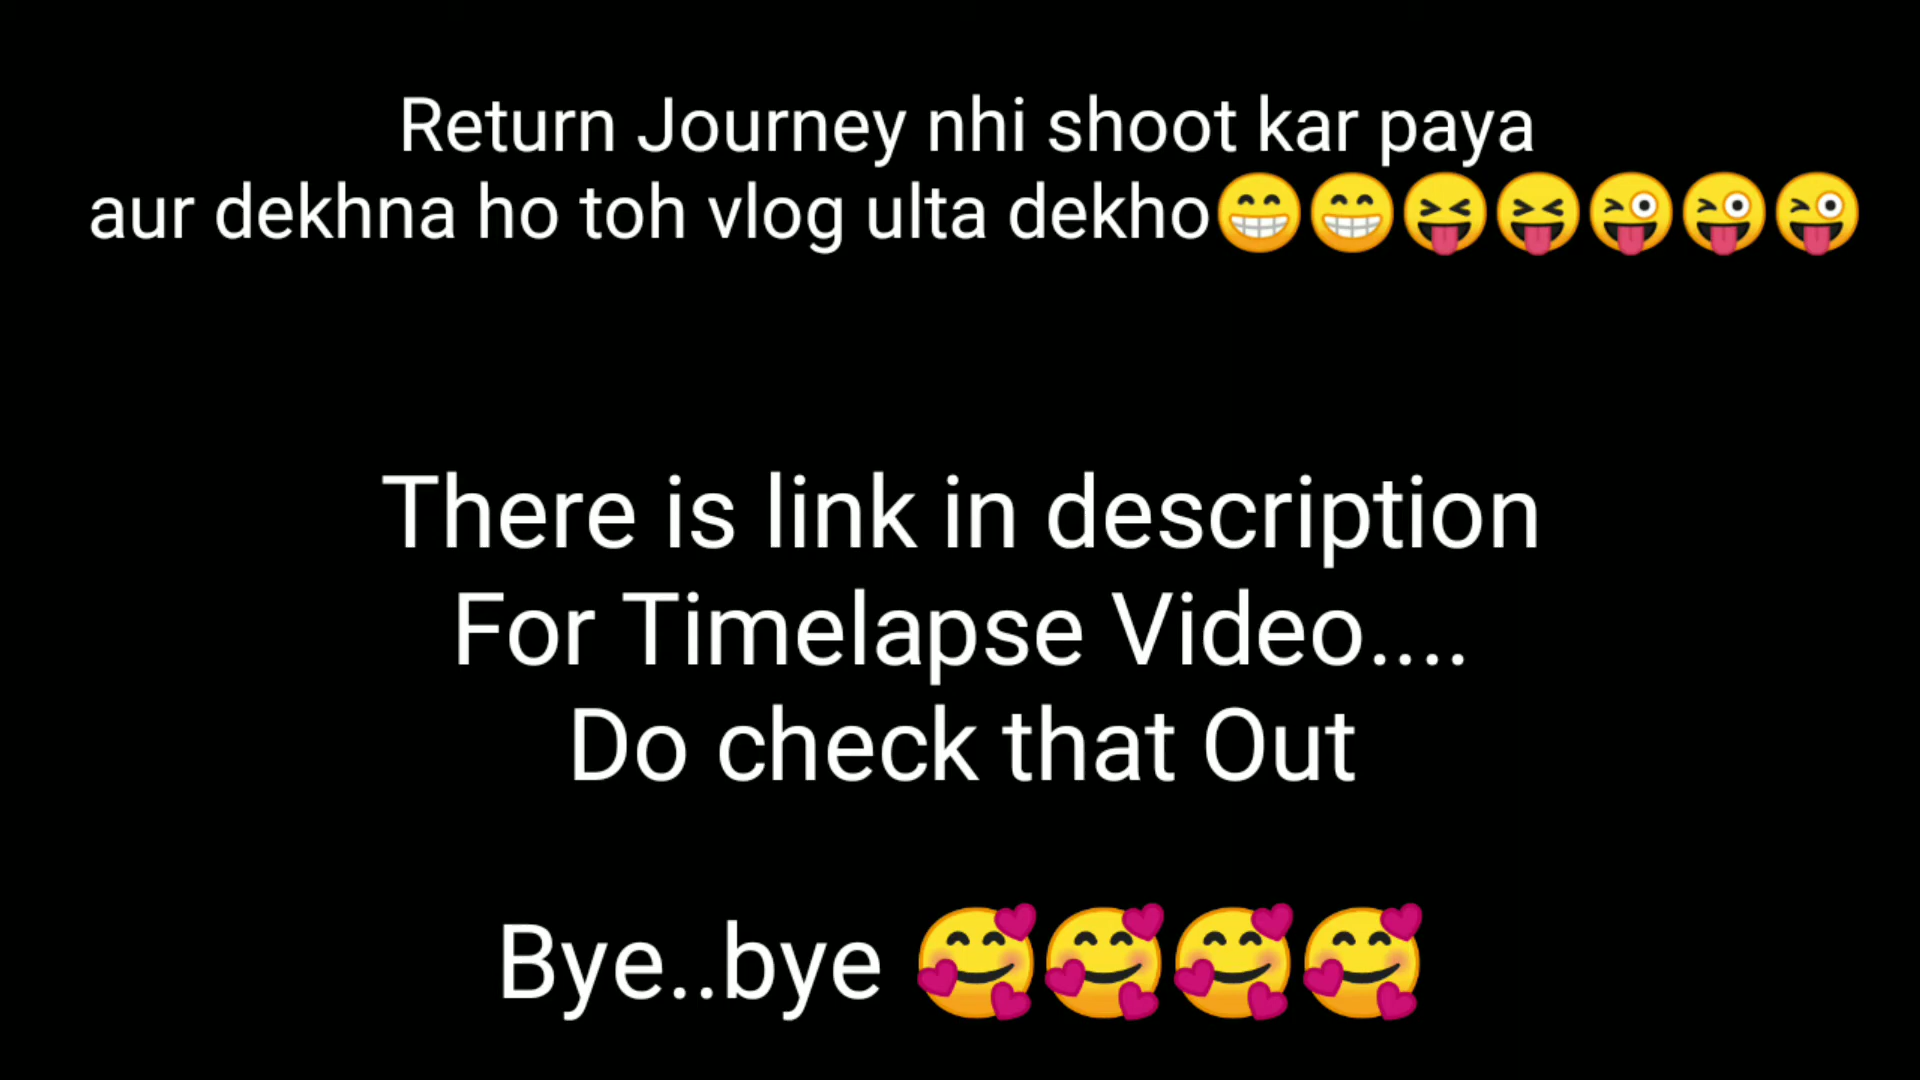 Return Journey nhi shoot kar paya
aur dekhna ho toh vlog ulta dekho😁😁😝😝😜😜😜
There is link in description
For Timelapse Video....
Do check that Out
Bye..bye 🥰🥰🥰🥰